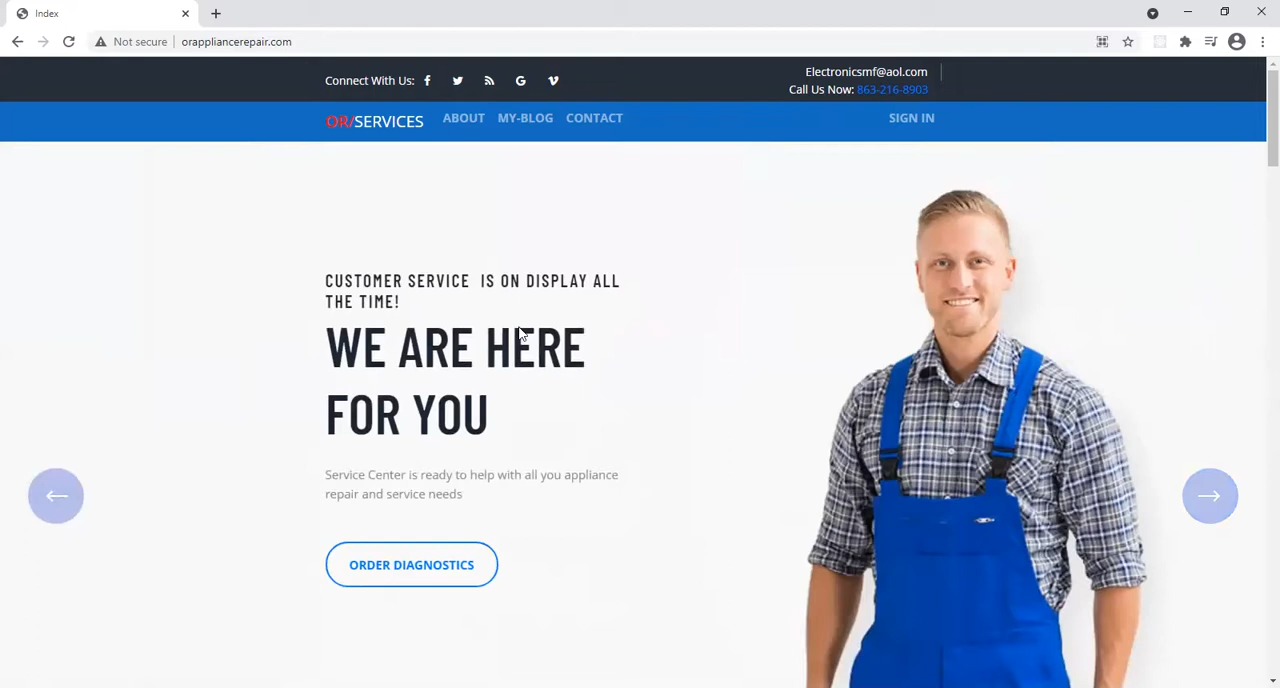 Index
Not secure
orappliancerepair.com
Connect With Us:
Electronicsmf@aol.com
Call Us Now: 863-216-8903
OR/SERVICES ABOUT MY-BLOG CONTACT SIGN IN
CUSTOMER SERVICE IS ON DISPLAY ALL
THE TIME!
WE ARE HERE
FOR YOU
Service Center is ready to help with all you appliance
repair and service needs
ORDER DIAGNOSTICS